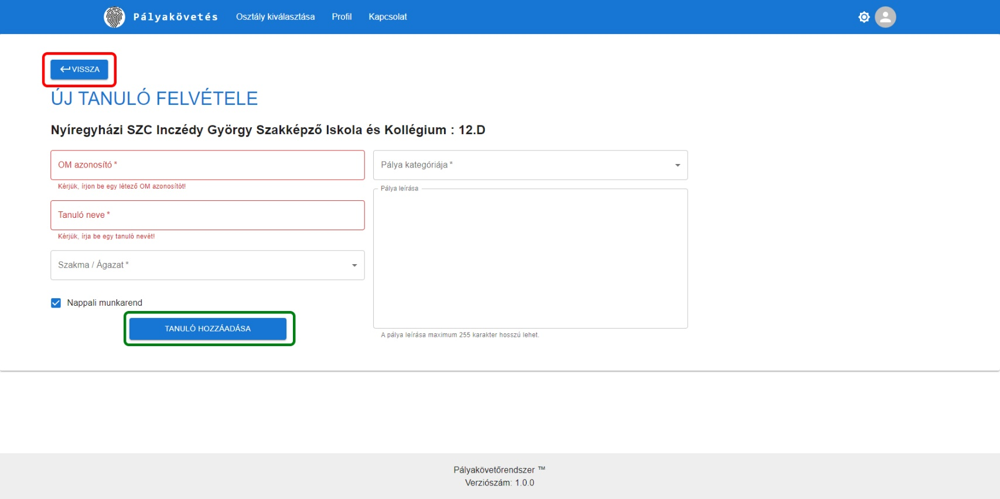 Pályakövetés Osztály kiválasztása Profil Kapcsolat
VISSZA
ÚJ TANULÓ FELVÉTELE
Nyíregyházi SZC Inczédy György Szakképző Iskola és Kollégium : 12.D
OM azonosító *
Kérjük, írjon be egy létező OM azonosítót!
Tanuló neve *
Kérjük, írja be egy tanuló nevét!
Szakma / Ágazat *
Nappali munkarend
TANULÓ HOZZÁADÁSA
Pálya kategóriája *
Pálya leírása
A pálya leírása maximum 255 karakter hosszú lehet.
Pályakövetőrendszer ™
Verziószám: 1.0.0